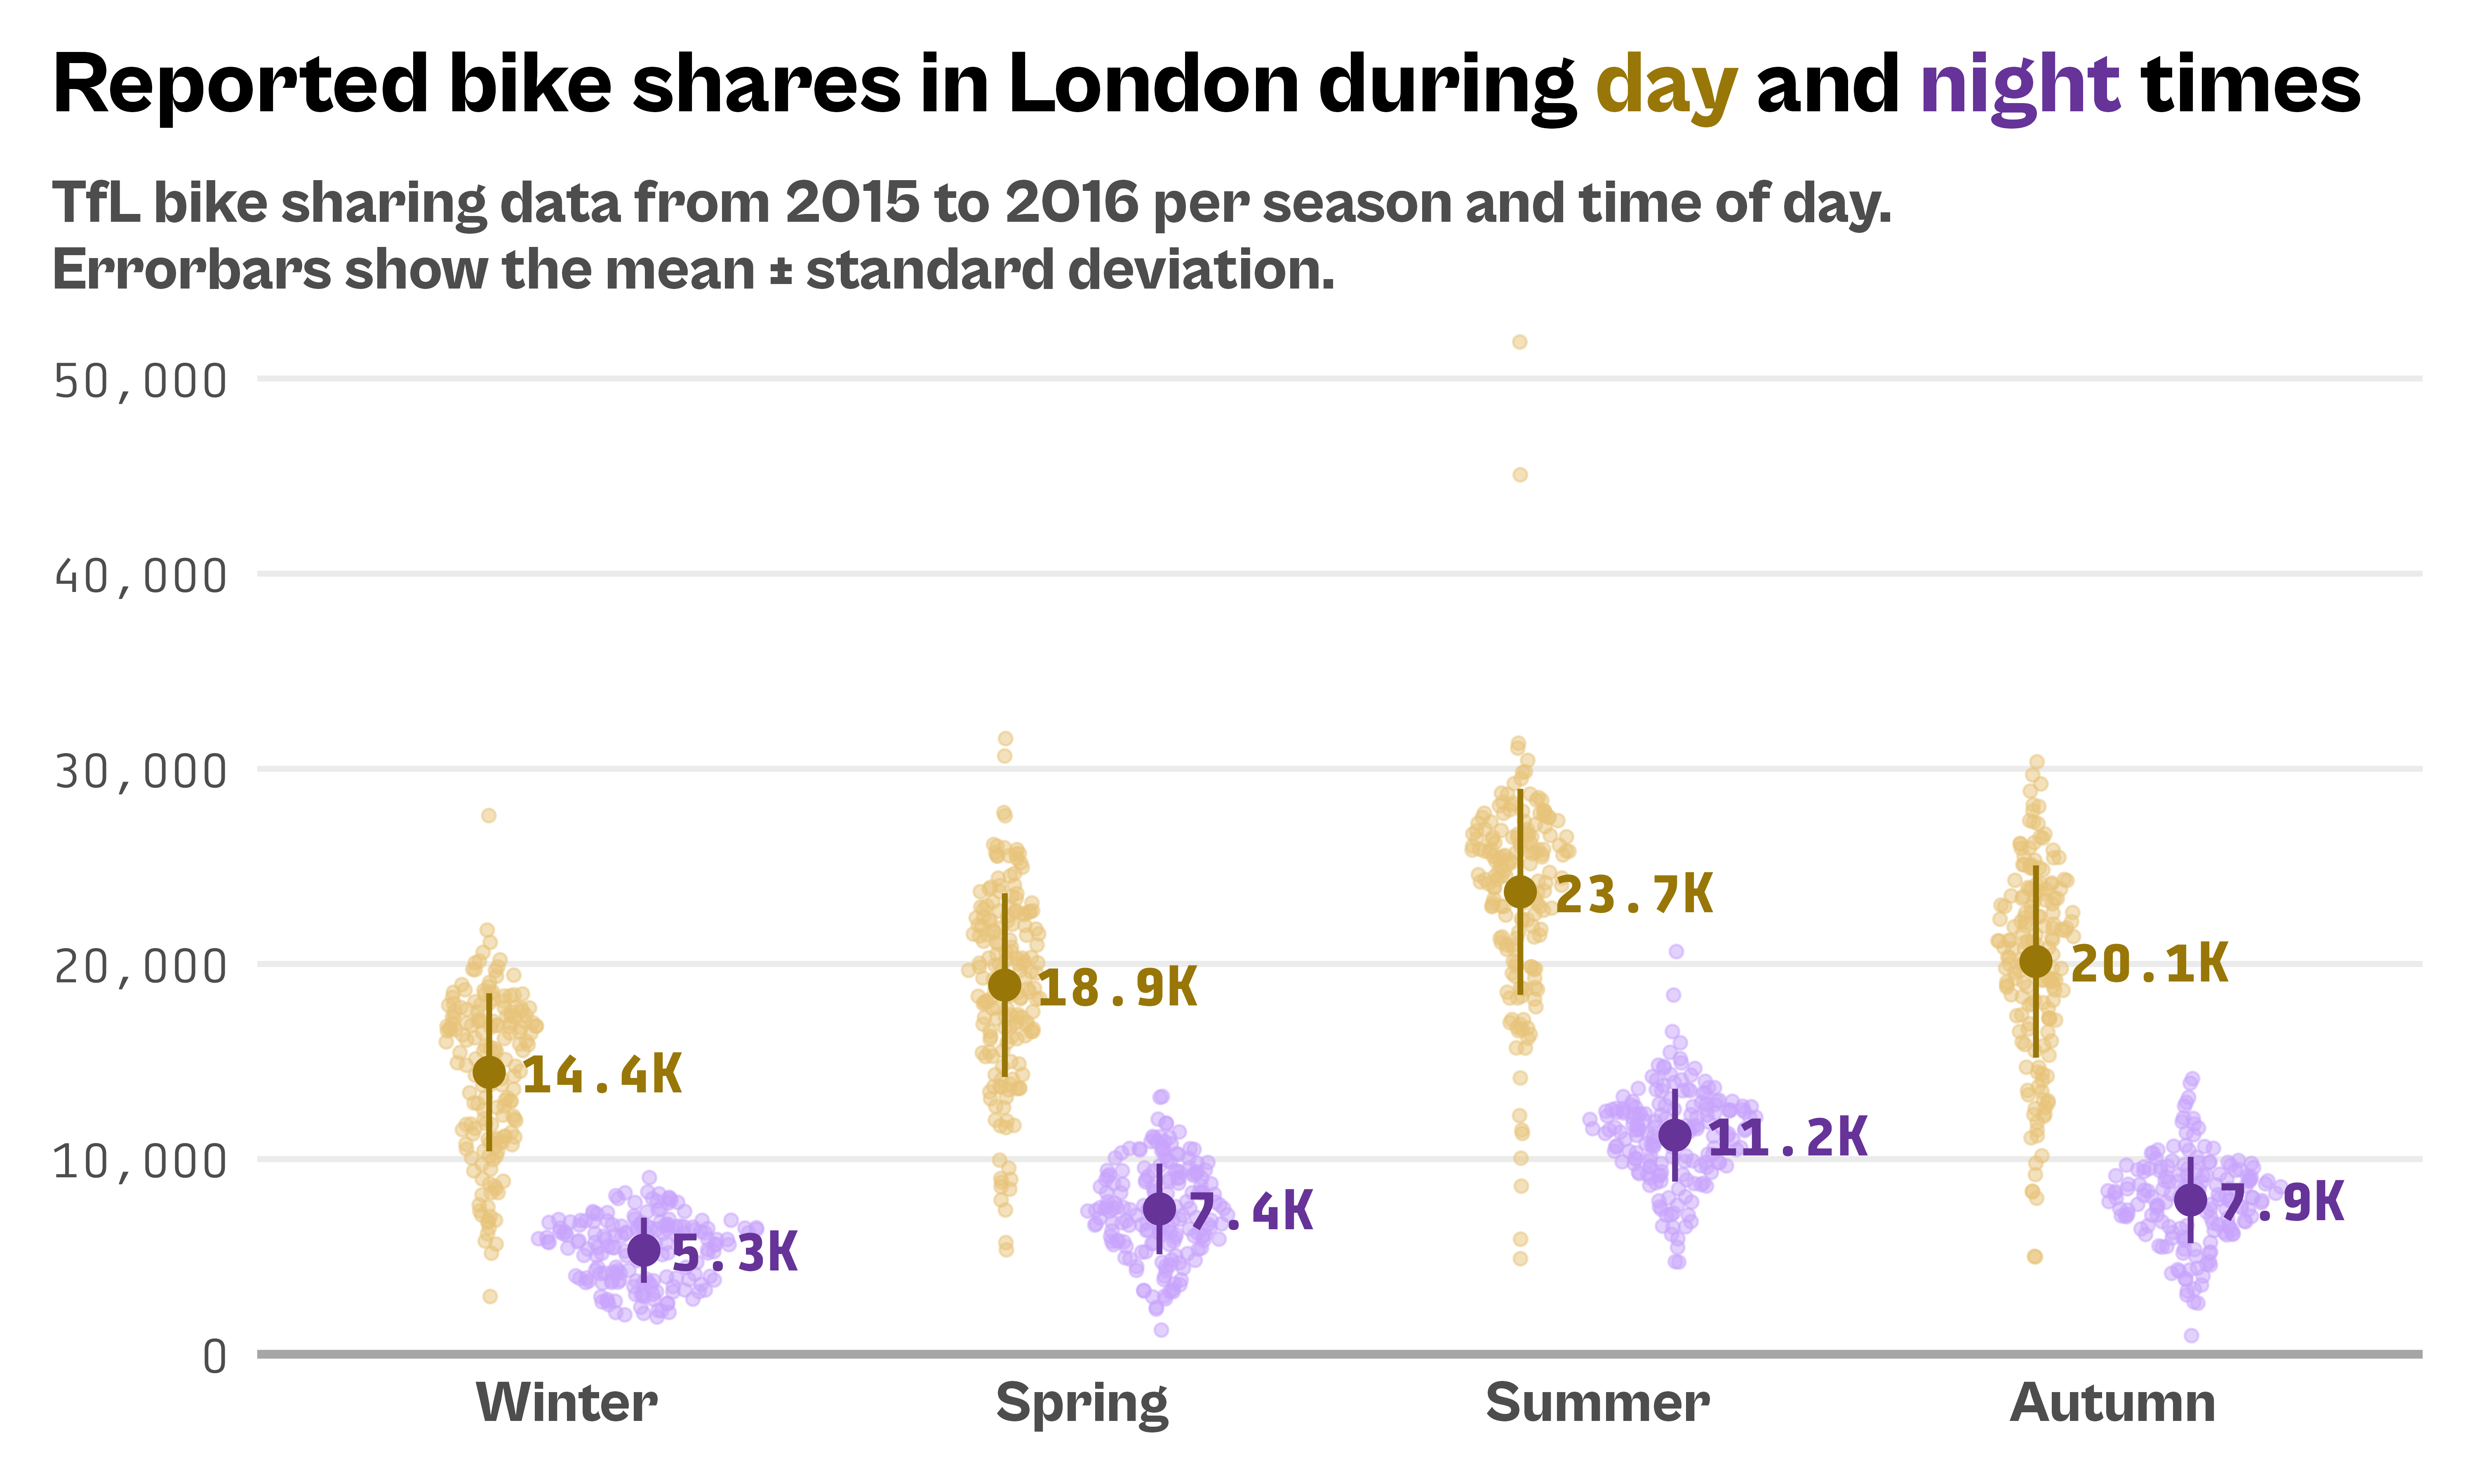 Reported bike shares in London during day and night times
TfL bike sharing data from 2015 to 2016 per season and time of day.
Errorbars show the mean ± standard deviation.
50,000
40,000
30,000
20,000
10,000
0
14.4K
5.3K
18.9K
7.4K
23.7K
11.2K
20.1K
7.9K
Winter
Spring
Summer
Autumn